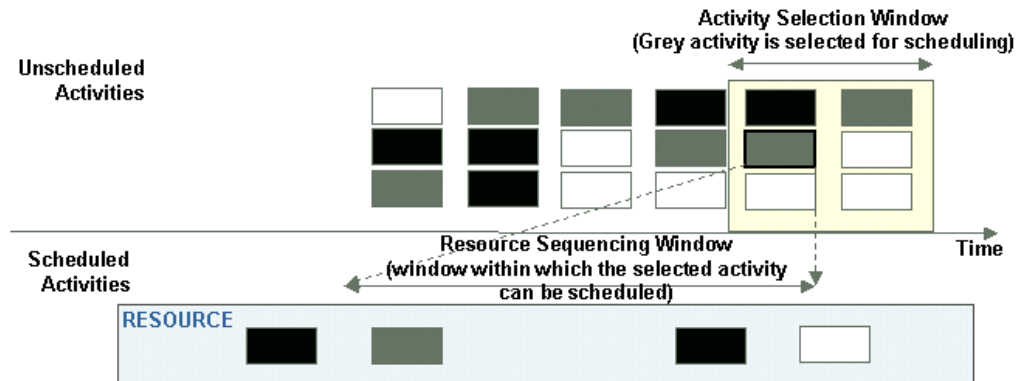 Activity Selection Window
(Grey activity is selected for scheduling)
Unscheduled
Activities
Time
Scheduled
Activities
Resource Sequencing Window
(window within which the selected activity
can be scheduled)
RESOURCE